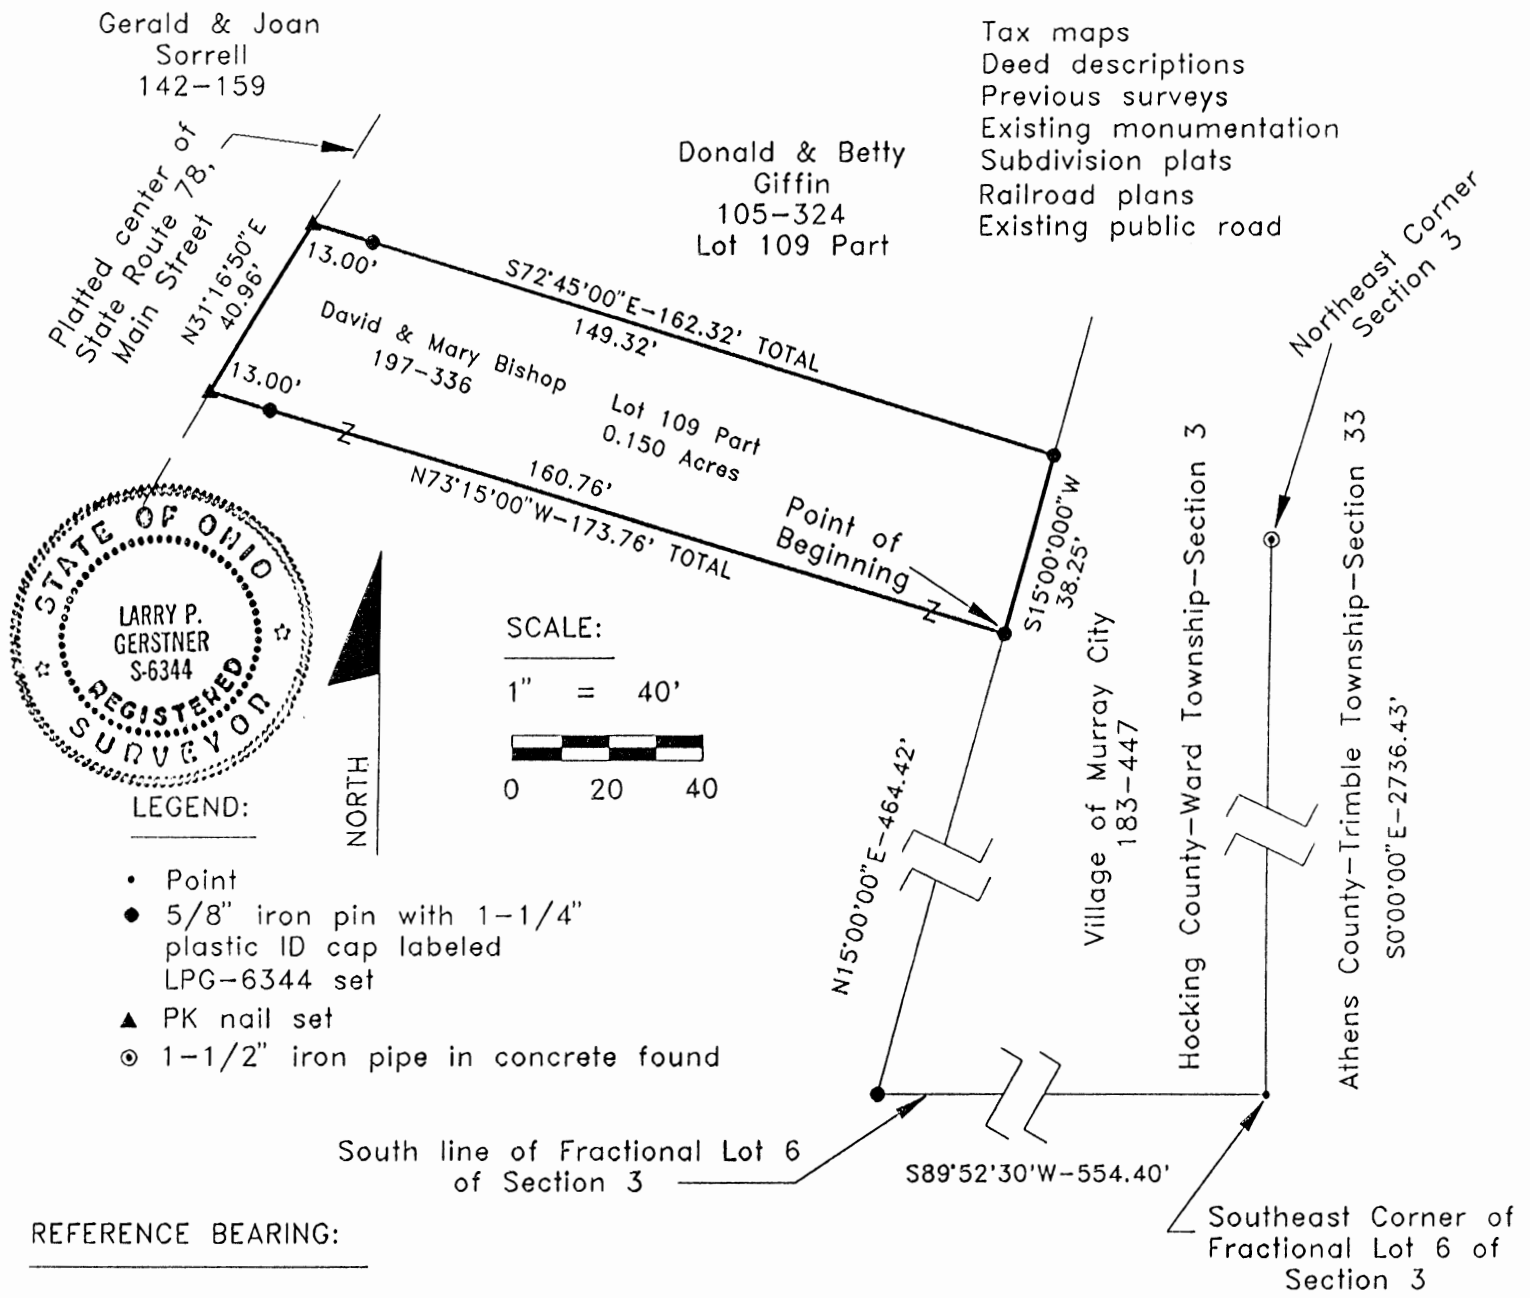 Gerald & Joan
Sorrell
142-159
Tax maps
Deed descriptions
Previous surveys
Existing monumentation
Subdivision plats
Railroad plans
Existing public road
Donald & Betty
Giffin
105-324
Lot 109 Part
Platted center of
State Route 78,
Main Street
N31°16'50"E
40.96'
13.00'
S72°45'00"E-162.32' TOTAL
149.32'
David & Mary Bishop
197-336
Lot 109 Part
0.150 Acres
13.00'
160.76'
N73°15'00"W-173.76' TOTAL
Z
Z
Point of
Beginning
S15°00'000"W
38.25'
Northeast Corner
Section 3
Village of Murray City
183-447
Hocking County-Ward Township-Section 3
Athens County-Trimble Township-Section 33
S0°00'00"E-2736.43'
N15°00'00"E-464.42'
STATE OF OHIO
LARRY P.
GERSTNER
S-6344
REGISTERED
SURVEYOR
NORTH
SCALE:
1" = 40'
0 20 40
LEGEND:
Point
5/8" iron pin with 1-1/4"
plastic ID cap labeled
LPG-6344 set
PK nail set
1-1/2" iron pipe in concrete found
South line of Fractional Lot 6
of Section 3
S89°52'30'W-554.40'
Southeast Corner of
Fractional Lot 6 of
Section 3
REFERENCE BEARING: